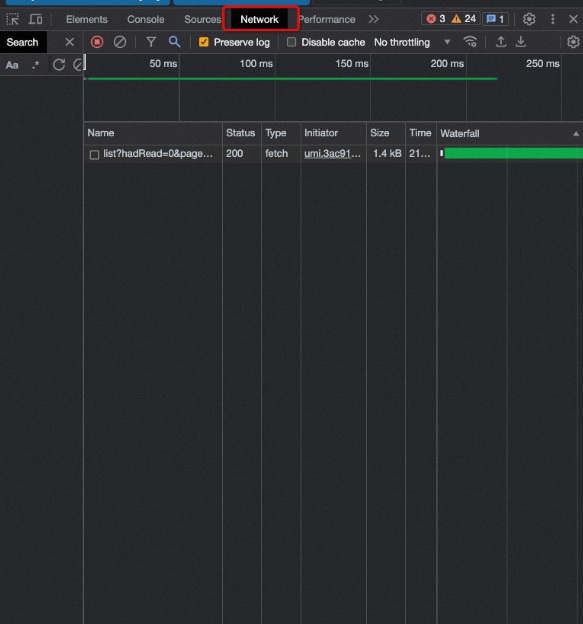 Elements Console Sources Network Performance 3 24 1
Search Preserve log Disable cache No throttling
Aa .*
50 ms 100 ms 150 ms 200 ms 250 ms
Name Status Type Initiator Size Time Waterfall
list?hadRead=0&page... 200 fetch umi.3ac91... 1.4 kB 21...